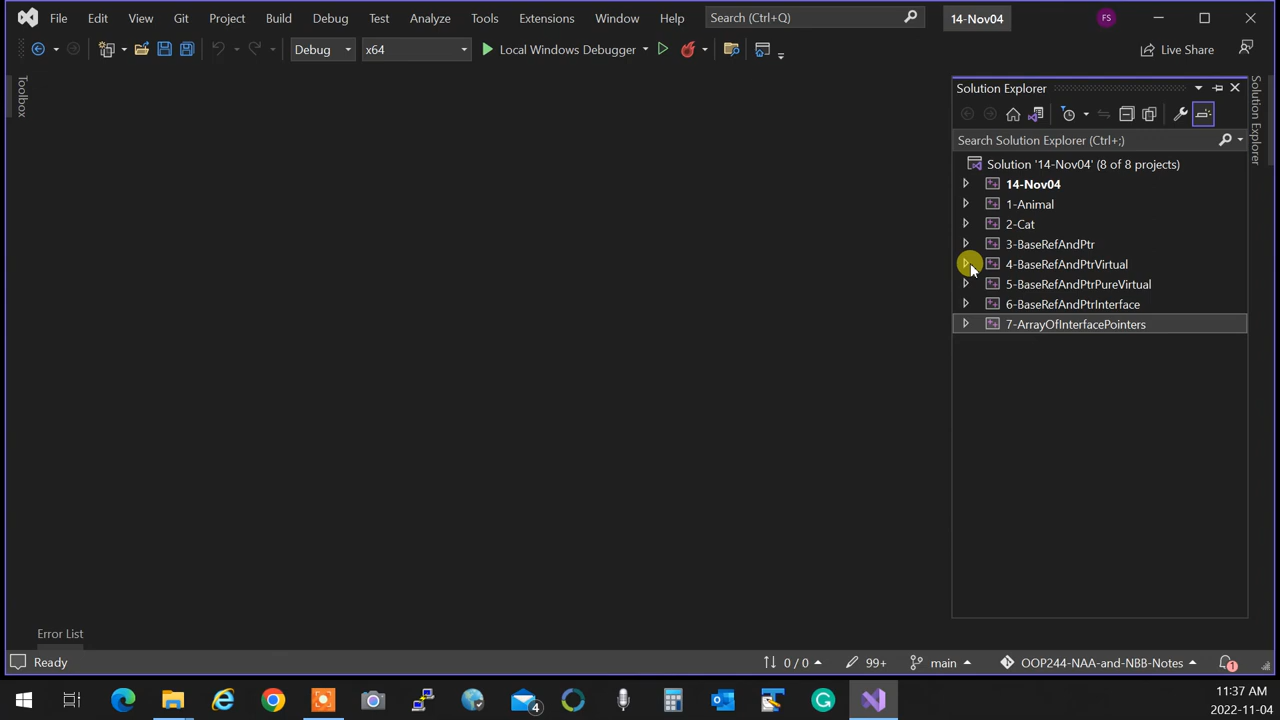 File Edit View Git Project Build Debug Test Analyze Tools Extensions Window Help Search (Ctrl+Q) 14-Nov04 FS
Debug x64 Local Windows Debugger Live Share
Toolbox
Solution Explorer
Search Solution Explorer (Ctrl+;)
Solution '14-Nov04' (8 of 8 projects)
14-Nov04
1-Animal
2-Cat
3-BaseRefAndPtr
4-BaseRefAndPtrVirtual
5-BaseRefAndPtrPureVirtual
6-BaseRefAndPtrInterface
7-ArrayOfInterfacePointers
Solution Explorer
Error List
Ready 0 / 0 99+ main OOP244-NAA-and-NBB-Notes 1
4
11:37 AM
2022-11-04